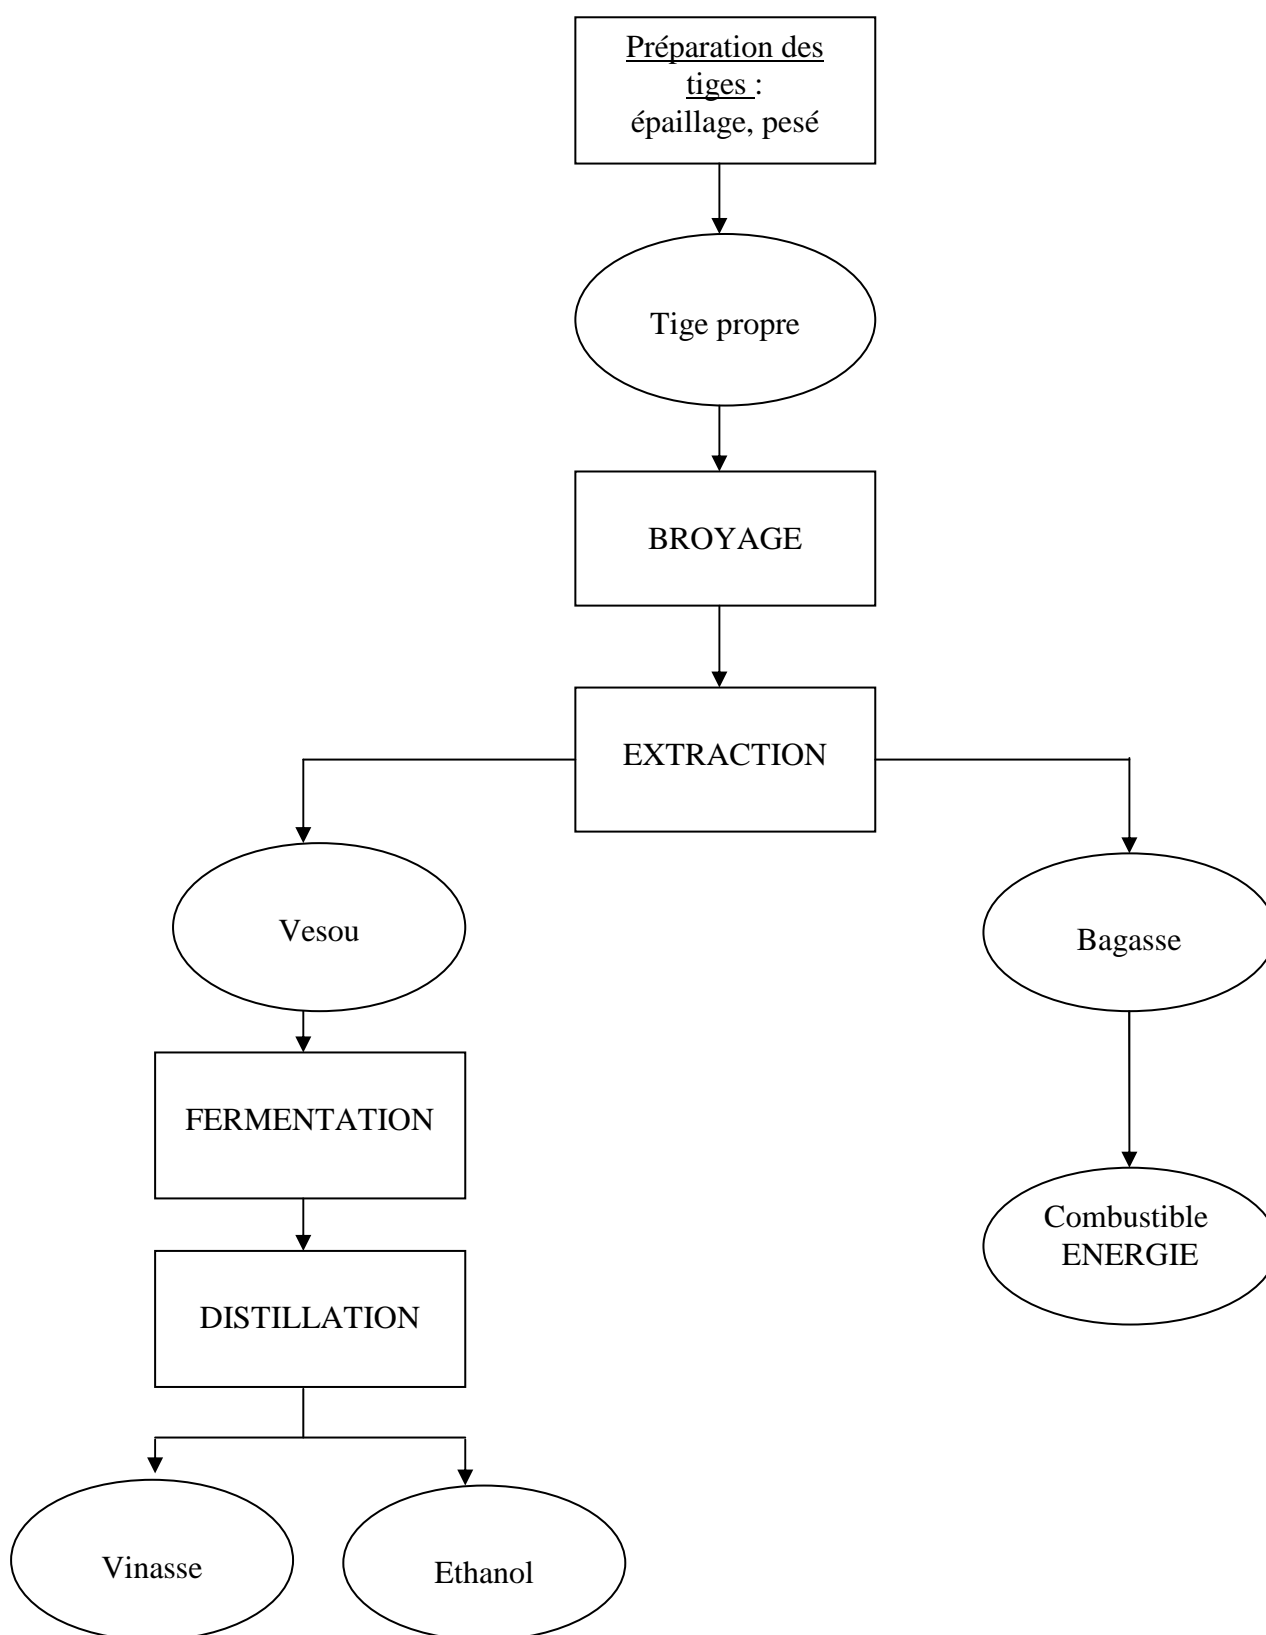 Préparation des
tiges :
épaillage, pesé
Tige propre
BROYAGE
EXTRACTION
Vesou
Bagasse
FERMENTATION
Combustible
ENERGIE
DISTILLATION
Vinasse
Ethanol